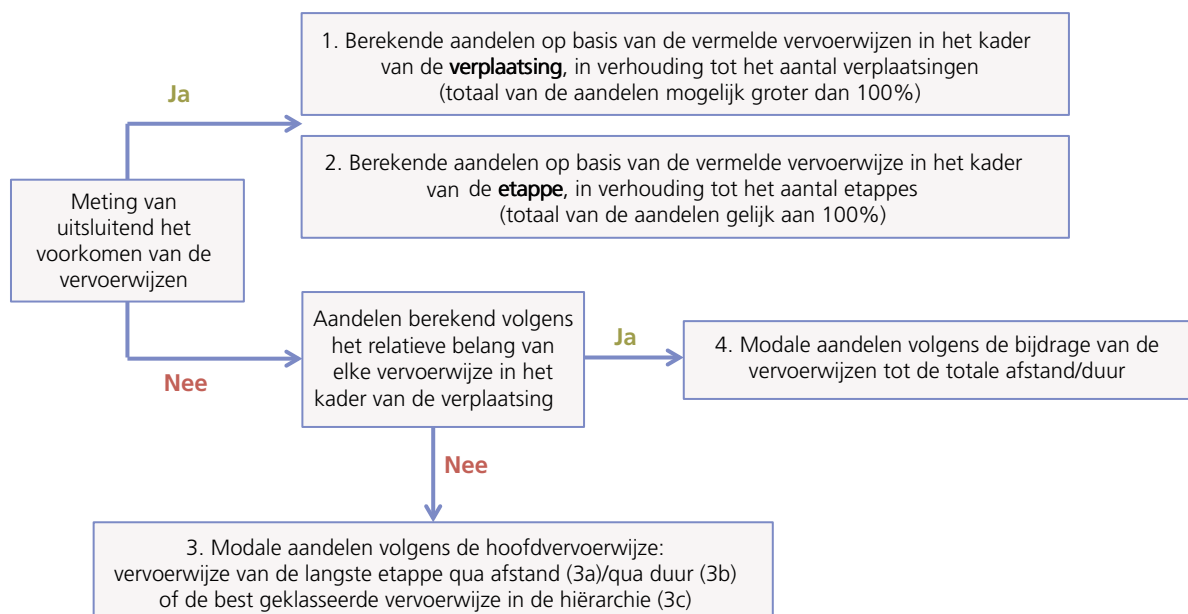 1. Berekende aandelen op basis van de vermelde vervoerwijzen in het kader
van de verplaatsing, in verhouding tot het aantal verplaatsingen
(totaal van de aandelen mogelijk groter dan 100%)
Ja
2. Berekende aandelen op basis van de vermelde vervoerwijze in het kader
van de etappe, in verhouding tot het aantal etappes
(totaal van de aandelen gelijk aan 100%)
Meting van
uitsluitend het
voorkomen van de
vervoerwijzen
Nee
Aandelen berekend volgens
het relatieve belang van
elke vervoerwijze in het
kader van de verplaatsing
Ja
4. Modale aandelen volgens de bijdrage van de
vervoerwijzen tot de totale afstand/duur
Nee
3. Modale aandelen volgens de hoofdvervoerwijze:
vervoerwijze van de langste etappe qua afstand (3a)/qua duur (3b)
of de best geklasseerde vervoerwijze in de hiërarchie (3c)